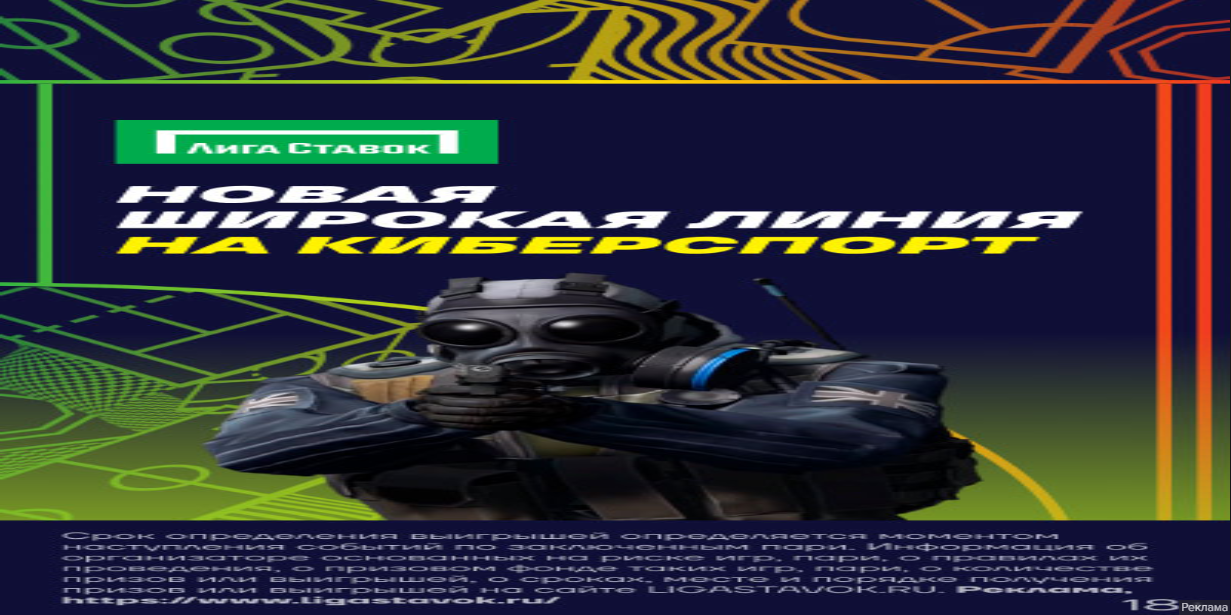 Лига Ставок
НОВАЯ
ШИРОКАЯ ЛИНИЯ
НА КИБЕРСПОРТ
Срок определения выигрышей определяется моментом
наступления событий по заключенным пари. Информация об
организаторе основанных на риске игр, пари, о правилах их
проведения, о призовом фонде таких игр, пари, о количестве
призов или выигрышей, о сроках, месте и порядке получения
призов или выигрышей на сайте LIGASTAVOK.RU. Реклама.
https://www.ligastavok.ru/
18
Реклама